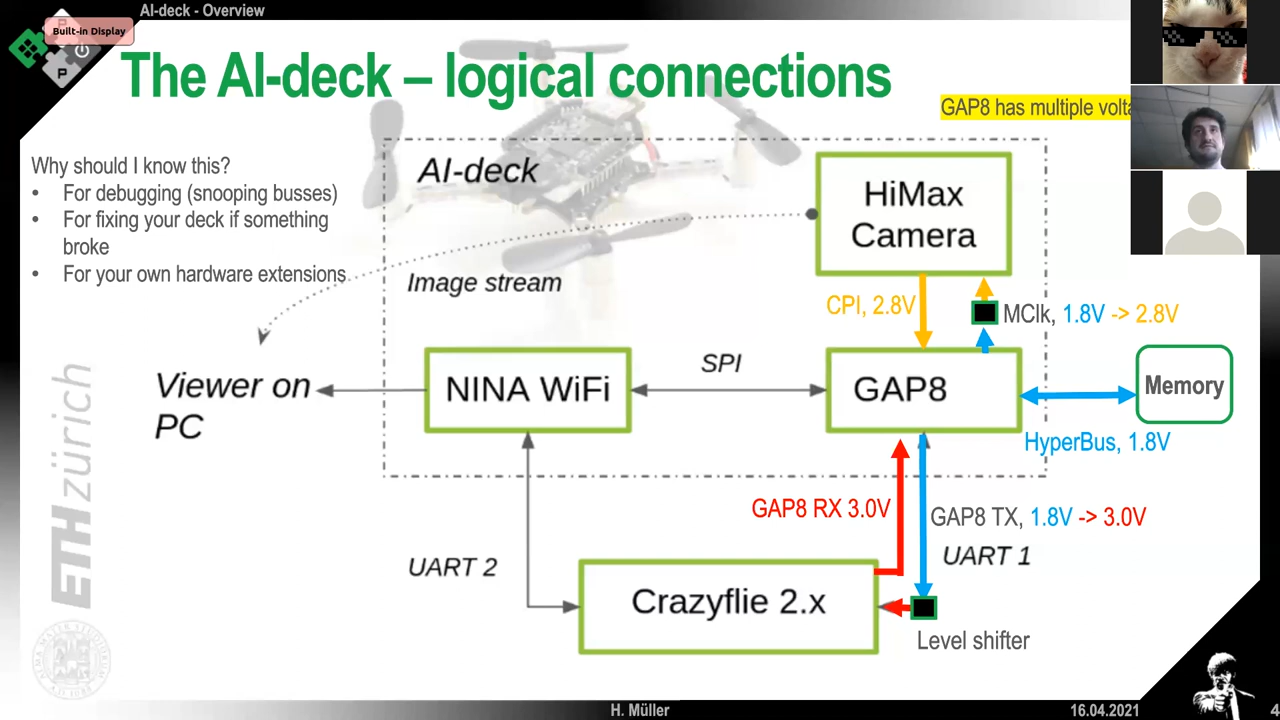 AI-deck - Overview
Built-in Display
P
P
The AI-deck – logical connections
GAP8 has multiple volta
Why should I know this?
• For debugging (snooping busses)
• For fixing your deck if something
broke
• For your own hardware extensions
AI-deck
HiMax
Camera
Image stream
CPI, 2.8V
MClk, 1.8V -> 2.8V
Viewer on
PC
NINA WiFi
SPI
GAP8
Memory
HyperBus, 1.8V
GAP8 RX 3.0V
GAP8 TX, 1.8V -> 3.0V
UART 2
UART 1
Crazyflie 2.x
Level shifter
ETH zürich
H. Müller
16.04.2021
4